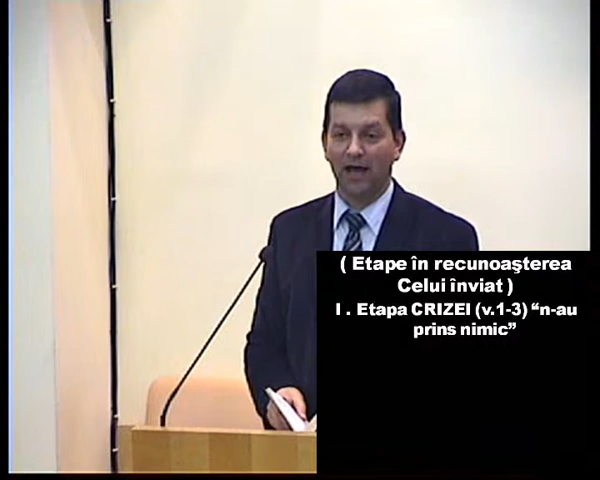 ( Etape în recunoaşterea
Celui înviat )
I . Etapa CRIZEI (v.1-3) “n-au
prins nimic”